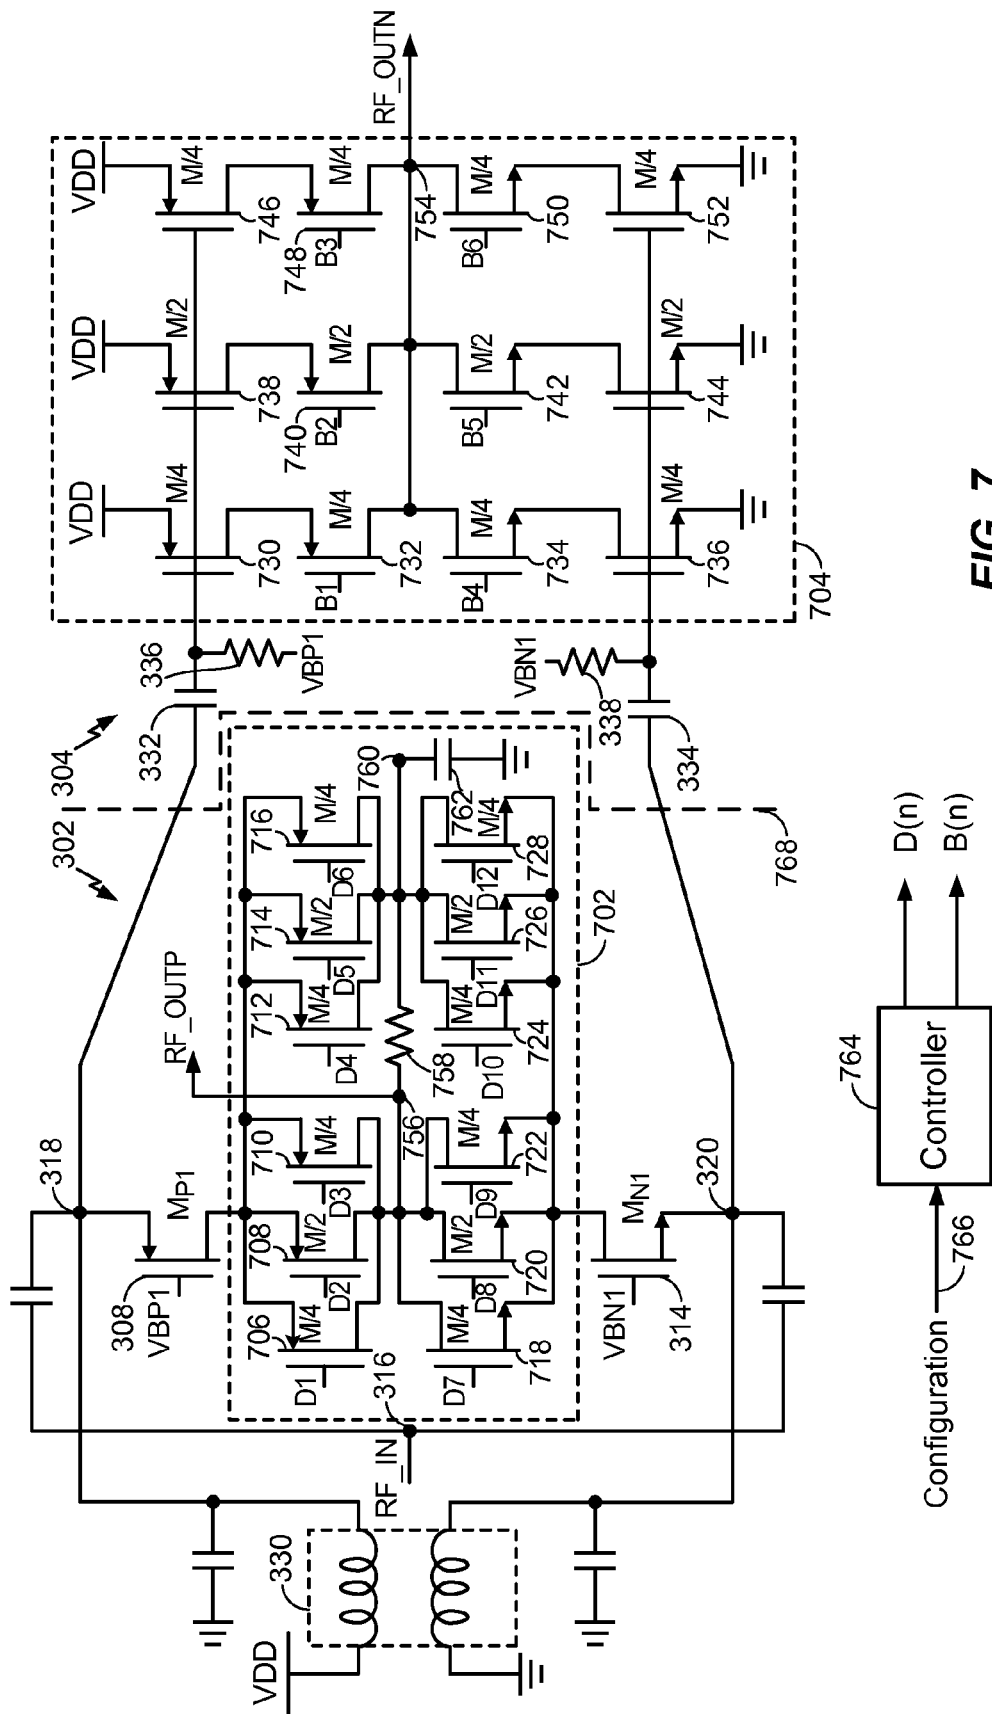 VDD
330
RF_IN
316
318
MP1
308
VBP1
706
M/4
D1
708
M/2
D2
710
M/4
D3
RF_OUTP
756
758
712
M/4
D4
714
M/2
D5
716
M/4
D6
760
762
718
M/4
D7
720
M/2
D8
722
M/4
D9
724
M/4
D10
726
M/2
D11
728
M/4
D12
702
MN1
VBN1
314
320
302
304
332
336
VBP1
VBN1
338
334
768
VDD
M/4
730
B1
M/4
732
B4
M/4
734
M/4
736
VDD
M/2
738
740
B2
M/2
B5
M/2
742
M/2
744
VDD
M/4
746
748
B3
M/4
754
B6
M/4
750
M/4
752
RF_OUTN
704
Configuration
766
Controller
764
D(n)
B(n)
FIG. 7